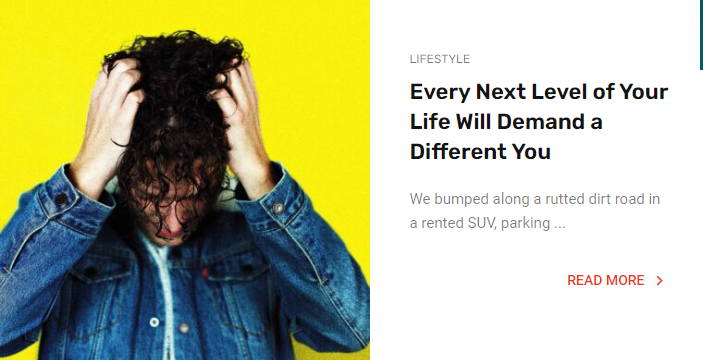 LIFESTYLE
Every Next Level of Your
Life Will Demand a
Different You
We bumped along a rutted dirt road in
a rented SUV, parking ...
READ MORE